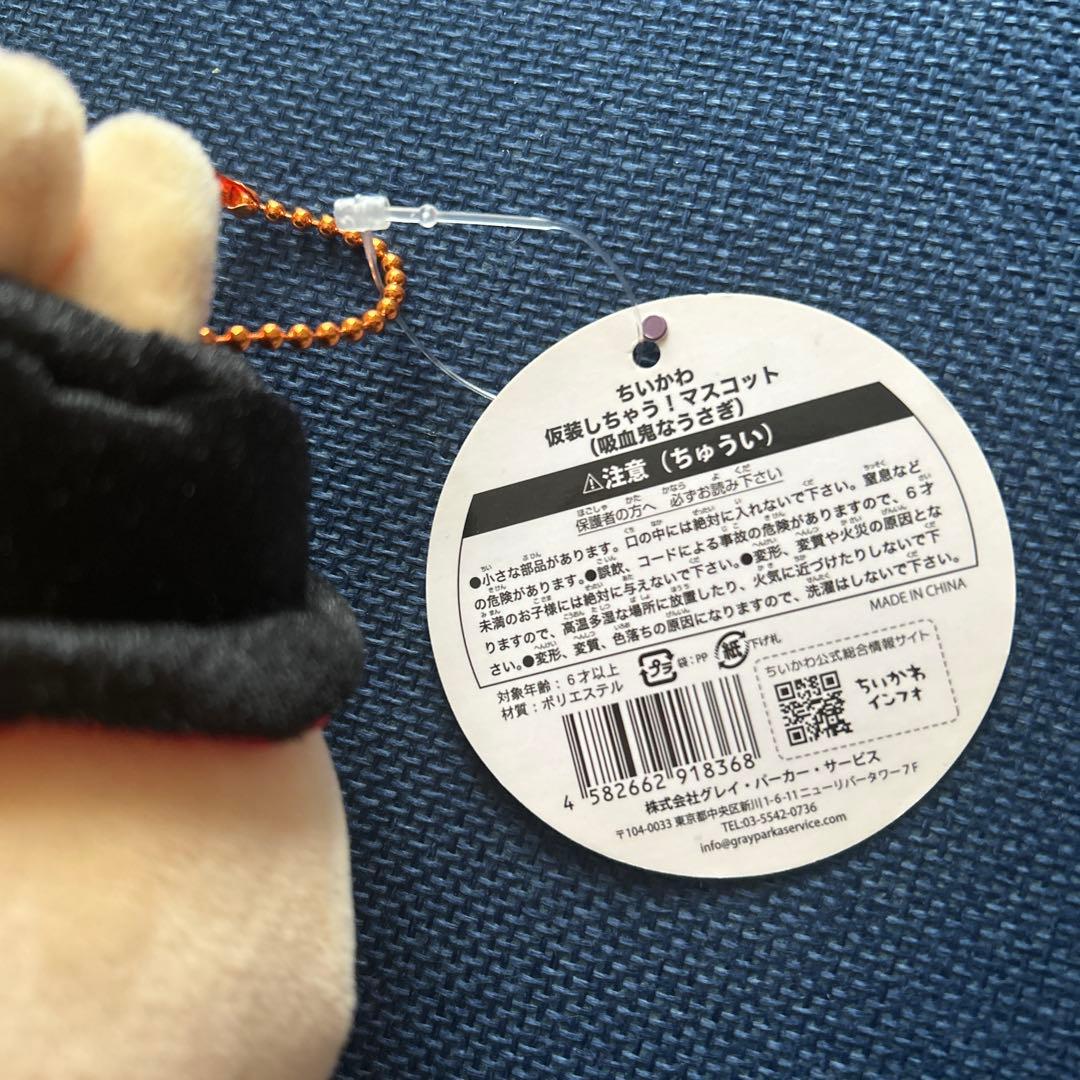 ちいかわ
仮装しちゃう！マスコット
(吸血鬼なうさぎ)
⚠注意（ちゅうい）
保護者の方へ 必ずお読み下さい
●小さな部品があります。口の中には絶対に入れないで下さい。窒息など
の危険があります。●誤飲、コードによる事故の危険がありますので、6才
未満のお子様には絶対に与えないで下さい。●変形、変質や火災の原因とな
りますので、高温多湿な場所に放置したり、火気に近づけたりしないで下
さい。●変形、変質、色落ちの原因になりますので、洗濯はしないで下さい。
MADE IN CHINA
対象年齢：6才以上
材質：ポリエステル
プラ 袋：PP 紙 下げ札
ちいかわ公式総合情報サイト
ちいかわ
インフォ
4 582662 918368
株式会社グレイ・パーカー・サービス
〒104-0033 東京都中央区新川1-6-11 ニューリバータワー7F
TEL:03-5542-0736
info@grayparkaservice.com